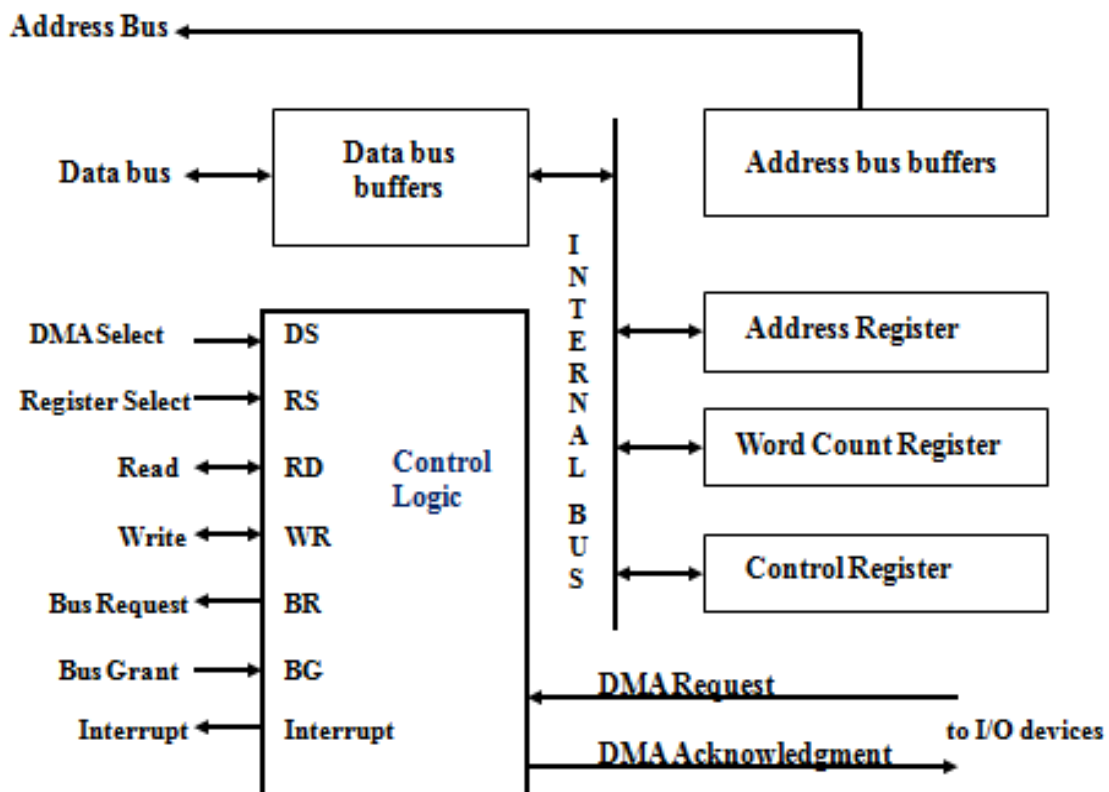 Address Bus
Data bus
Data bus
buffers
Address bus buffers
I
N
T
E
R
N
A
L
B
U
S
Address Register
Word Count Register
Control Register
DMA Select
DS
Register Select
RS
Read
RD
Control
Logic
Write
WR
Bus Request
BR
Bus Grant
BG
Interrupt
Interrupt
DMA Request
to I/O devices
DMA Acknowledgment